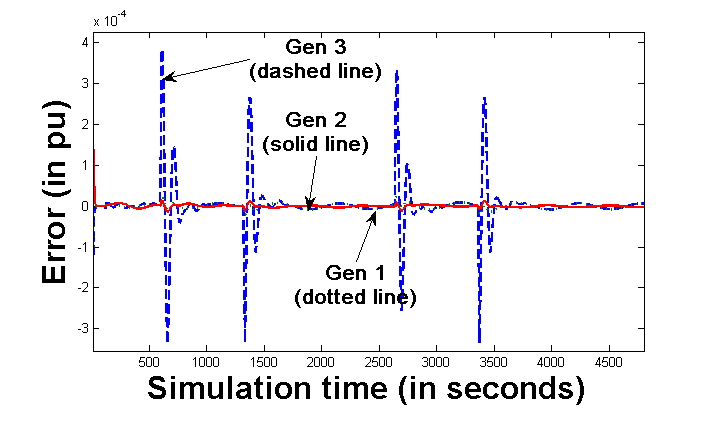 x 10^-4
4
3
2
1
0
-1
-2
-3
500
1000
1500
2000
2500
3000
3500
4000
4500
Error (in pu)
Simulation time (in seconds)
Gen 3
(dashed line)
Gen 2
(solid line)
Gen 1
(dotted line)